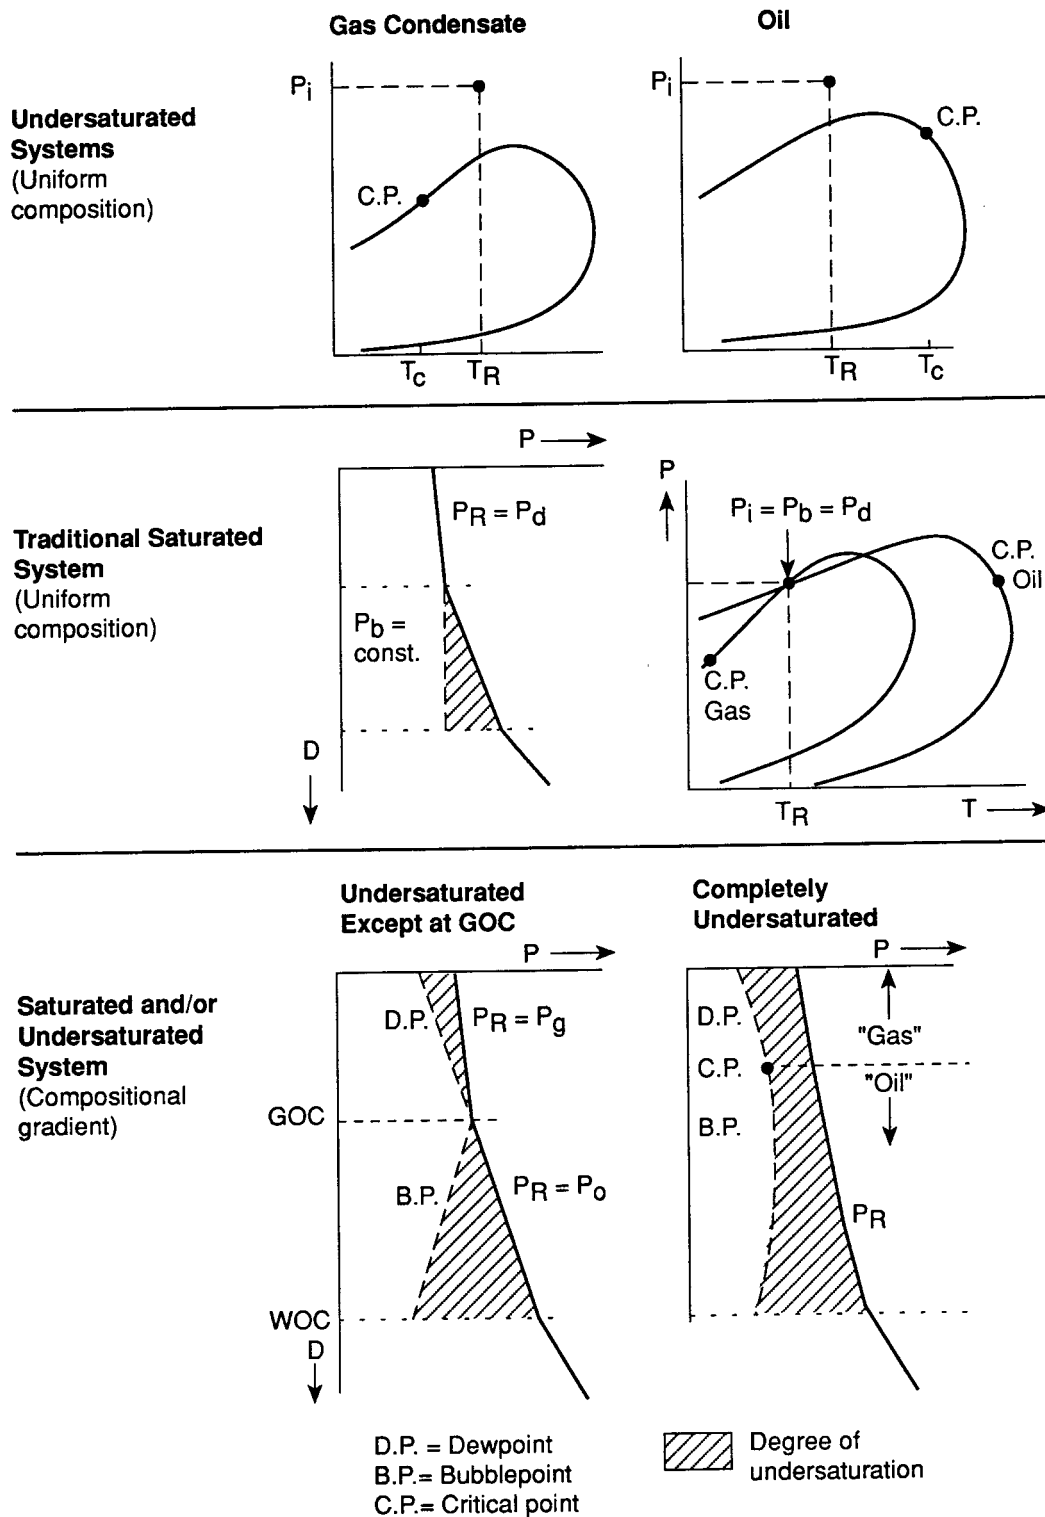 Gas Condensate
Oil
Undersaturated
Systems
(Uniform
composition)
Pi
C.P.
Tc
TR
Pi
C.P.
TR
Tc
Traditional Saturated
System
(Uniform
composition)
P
PR = Pd
Pb =
const.
D
P
Pi = Pb = Pd
C.P.
Oil
C.P.
Gas
TR
T
Undersaturated
Except at GOC
Completely
Undersaturated
Saturated and/or
Undersaturated
System
(Compositional
gradient)
P
D.P.
PR = Pg
GOC
B.P.
PR = Po
WOC
D
P
D.P.
"Gas"
C.P.
"Oil"
B.P.
PR
D.P. = Dewpoint
B.P.= Bubblepoint
C.P.= Critical point
Degree of
undersaturation